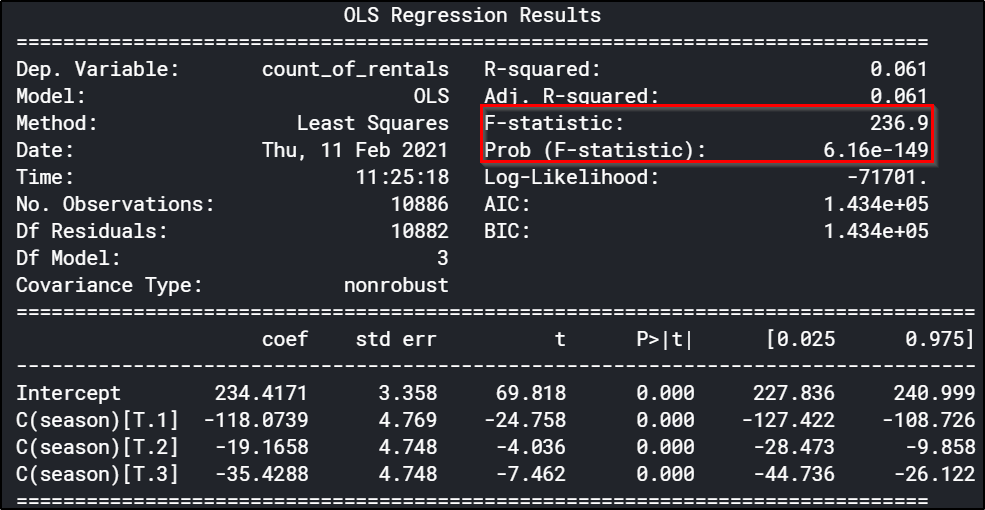 OLS Regression Results
==============================================================================
Dep. Variable: count_of_rentals R-squared: 0.061
Model: OLS Adj. R-squared: 0.061
Method: Least Squares F-statistic: 236.9
Date: Thu, 11 Feb 2021 Prob (F-statistic): 6.16e-149
Time: 11:25:18 Log-Likelihood: -71701.
No. Observations: 10886 AIC: 1.434e+05
Df Residuals: 10882 BIC: 1.434e+05
Df Model: 3
Covariance Type: nonrobust
==================================================================================
coef std err t P>|t| [0.025 0.975]
----------------------------------------------------------------------------------
Intercept 234.4171 3.358 69.818 0.000 227.836 240.999
C(season)[T.1] -118.0739 4.769 -24.758 0.000 -127.422 -108.726
C(season)[T.2] -19.1658 4.748 -4.036 0.000 -28.473 -9.858
C(season)[T.3] -35.4288 4.748 -7.462 0.000 -44.736 -26.122
==============================================================================